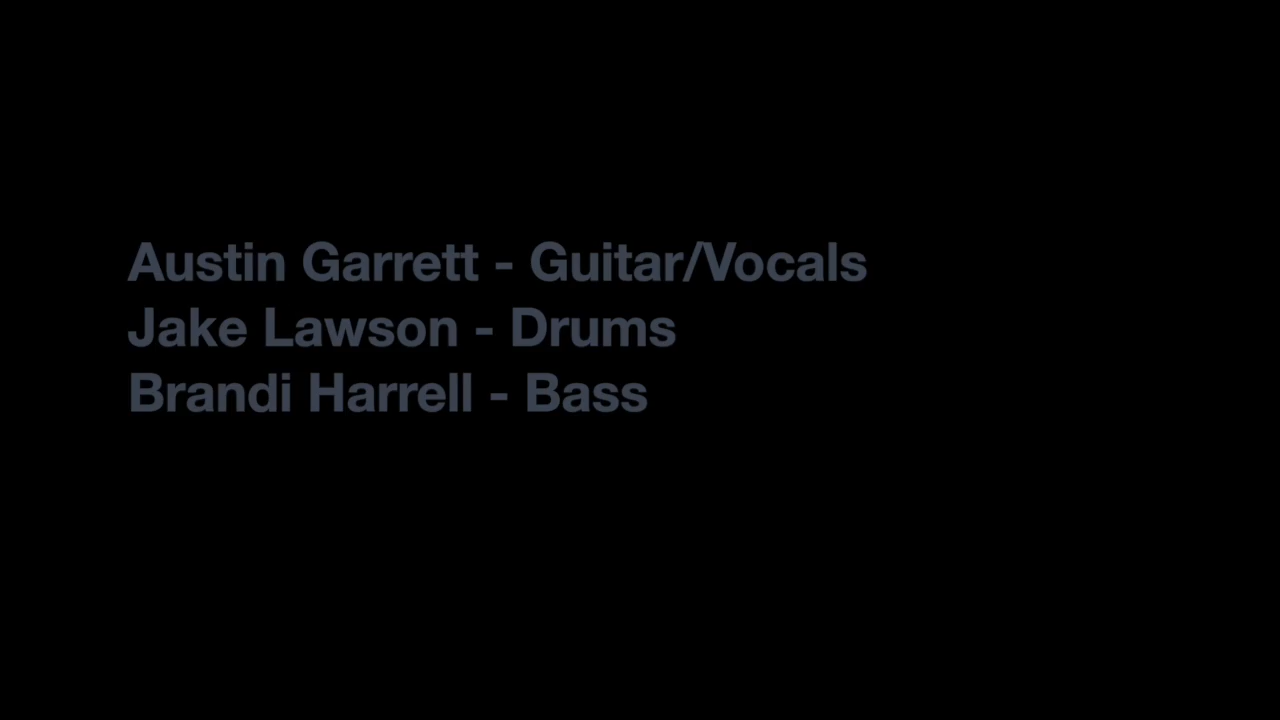 Austin Garrett - Guitar/Vocals
Jake Lawson - Drums
Brandi Harrell - Bass